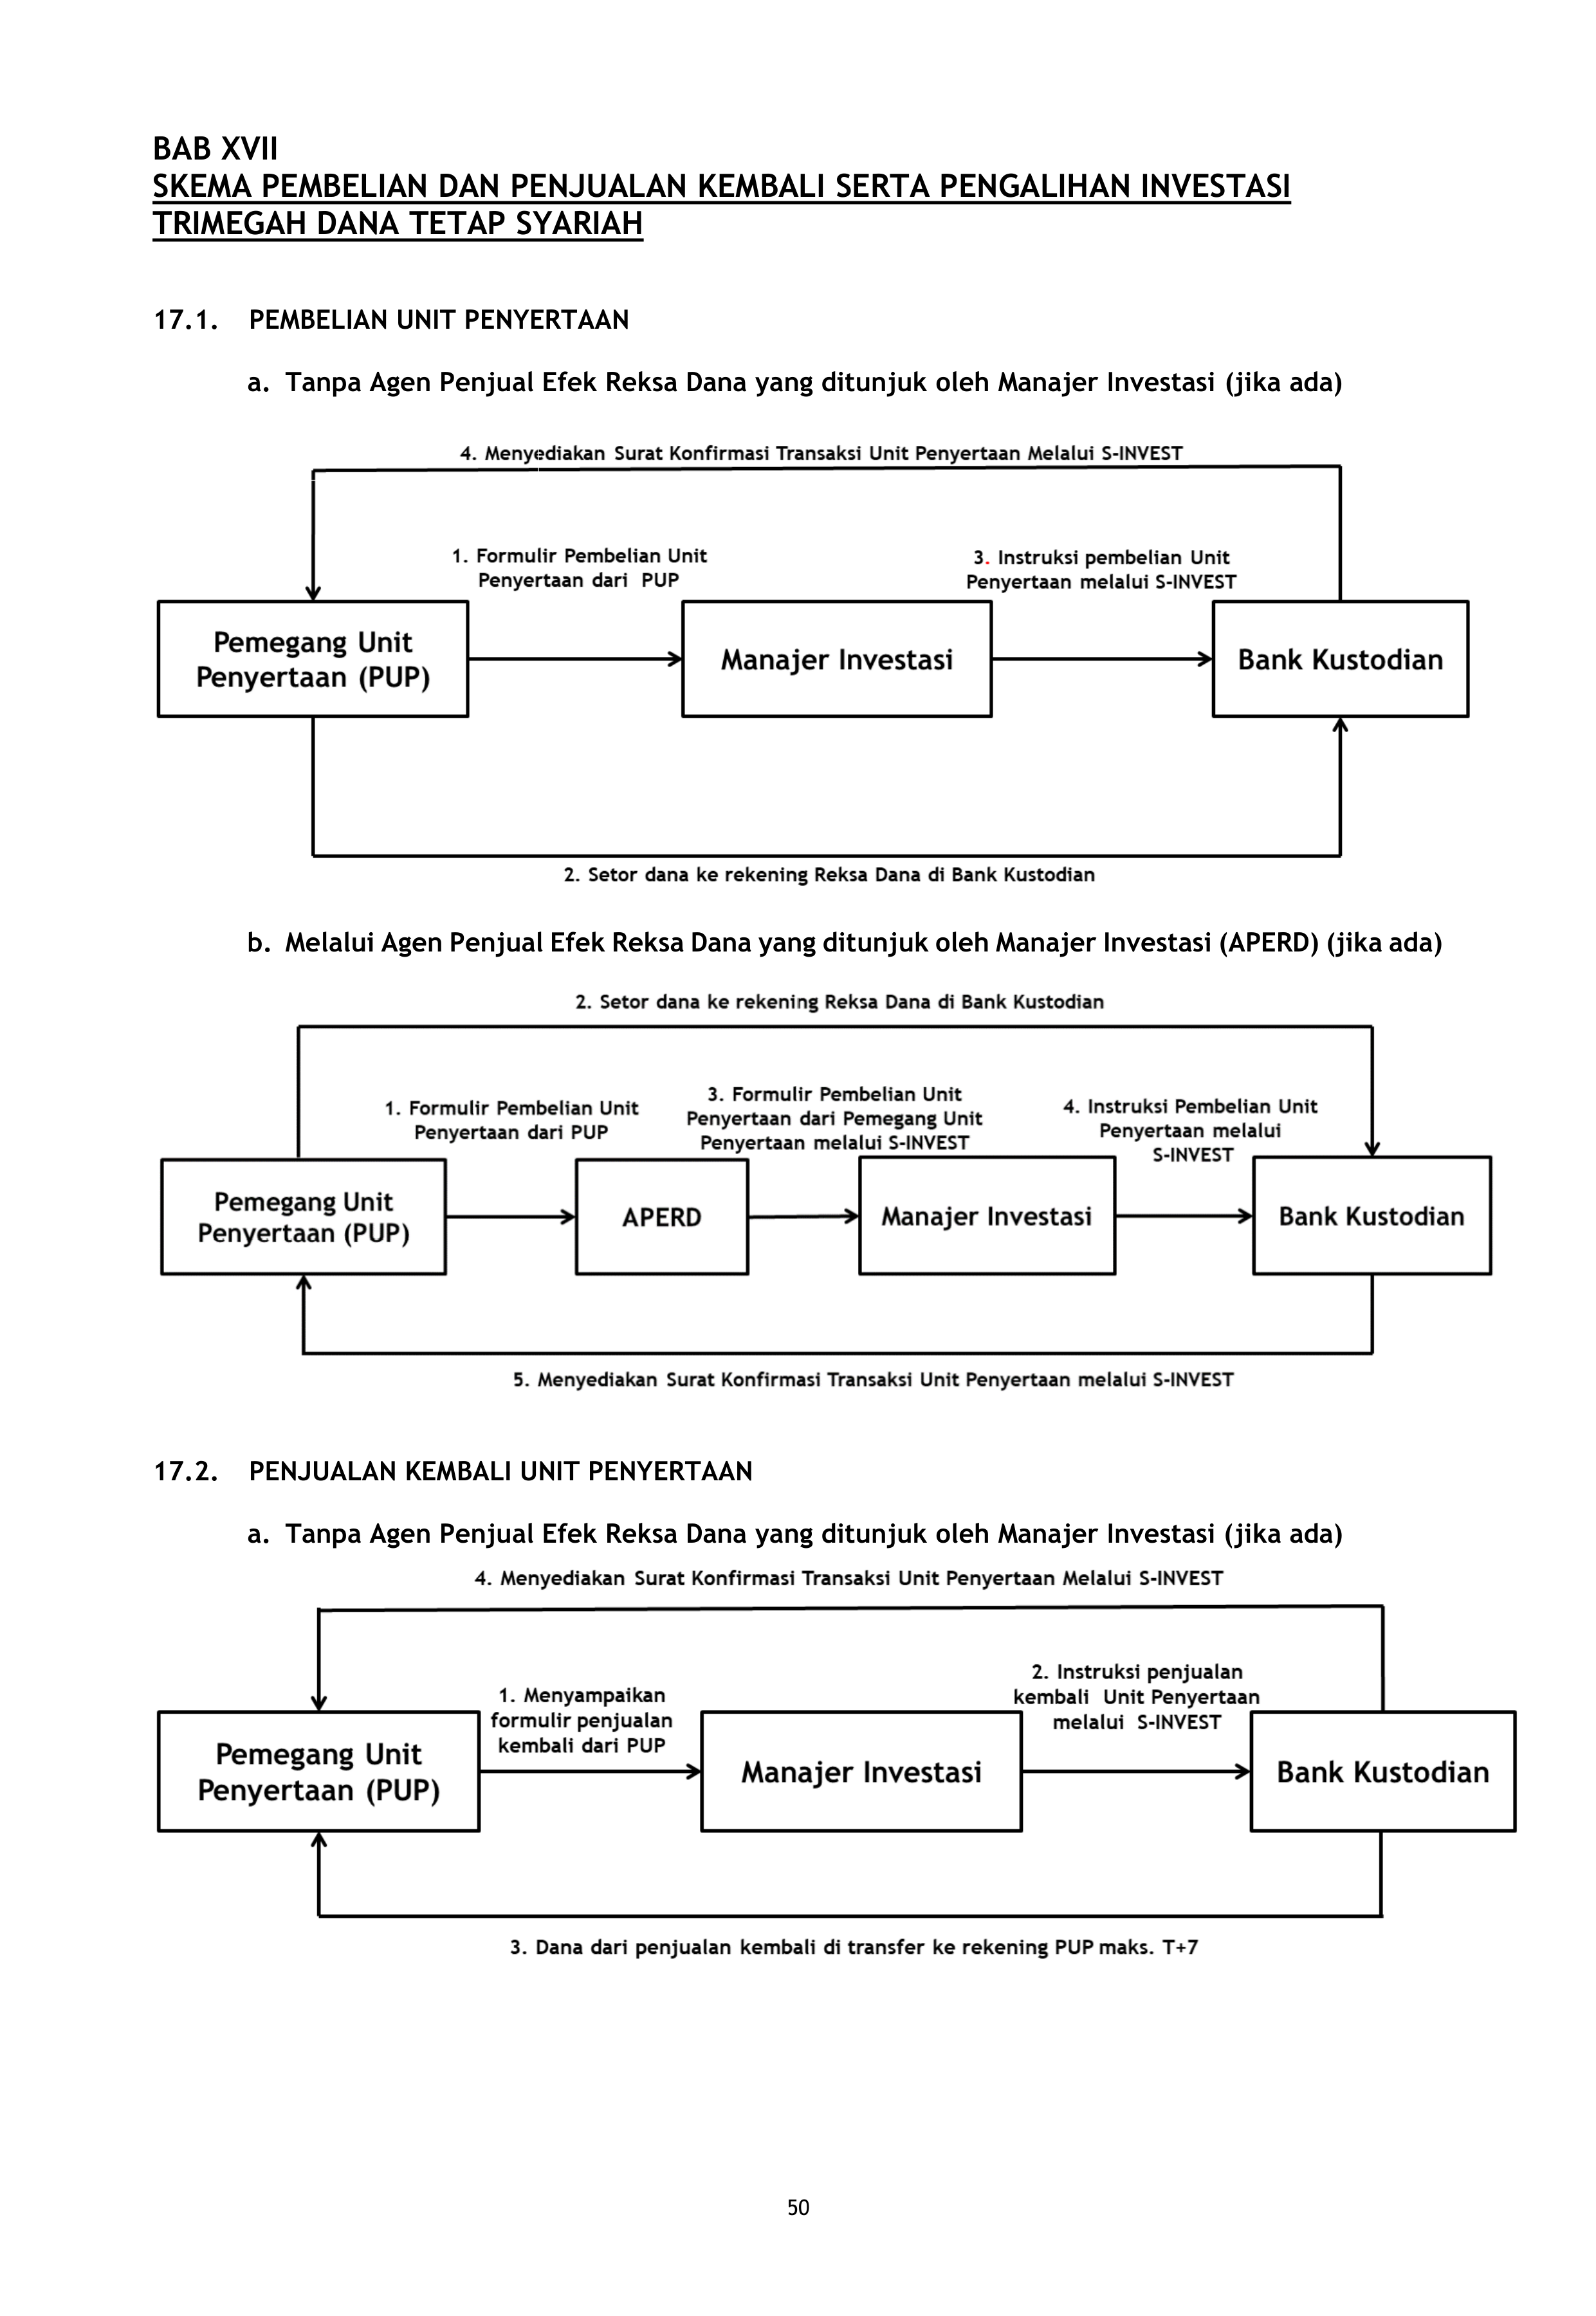 BAB XVII
SKEMA PEMBELIAN DAN PENJUALAN KEMBALI SERTA PENGALIHAN INVESTASI
TRIMEGAH DANA TETAP SYARIAH
17.1. PEMBELIAN UNIT PENYERTAAN
a. Tanpa Agen Penjual Efek Reksa Dana yang ditunjuk oleh Manajer Investasi (jika ada)
4. Menyediakan Surat Konfirmasi Transaksi Unit Penyertaan Melalui S-INVEST
1. Formulir Pembelian Unit
Penyertaan dari PUP
3. Instruksi pembelian Unit
Penyertaan melalui S-INVEST
Pemegang Unit
Penyertaan (PUP)
Manajer Investasi
Bank Kustodian
2. Setor dana ke rekening Reksa Dana di Bank Kustodian
b. Melalui Agen Penjual Efek Reksa Dana yang ditunjuk oleh Manajer Investasi (APERD) (jika ada)
2. Setor dana ke rekening Reksa Dana di Bank Kustodian
1. Formulir Pembelian Unit
Penyertaan dari PUP
3. Formulir Pembelian Unit
Penyertaan dari Pemegang Unit
Penyertaan melalui S-INVEST
4. Instruksi Pembelian Unit
Penyertaan melalui
S-INVEST
Pemegang Unit
Penyertaan (PUP)
APERD
Manajer Investasi
Bank Kustodian
5. Menyediakan Surat Konfirmasi Transaksi Unit Penyertaan melalui S-INVEST
17.2. PENJUALAN KEMBALI UNIT PENYERTAAN
a. Tanpa Agen Penjual Efek Reksa Dana yang ditunjuk oleh Manajer Investasi (jika ada)
4. Menyediakan Surat Konfirmasi Transaksi Unit Penyertaan Melalui S-INVEST
1. Menyampaikan
formulir penjualan
kembali dari PUP
2. Instruksi penjualan
kembali Unit Penyertaan
melalui S-INVEST
Pemegang Unit
Penyertaan (PUP)
Manajer Investasi
Bank Kustodian
3. Dana dari penjualan kembali di transfer ke rekening PUP maks. T+7
50